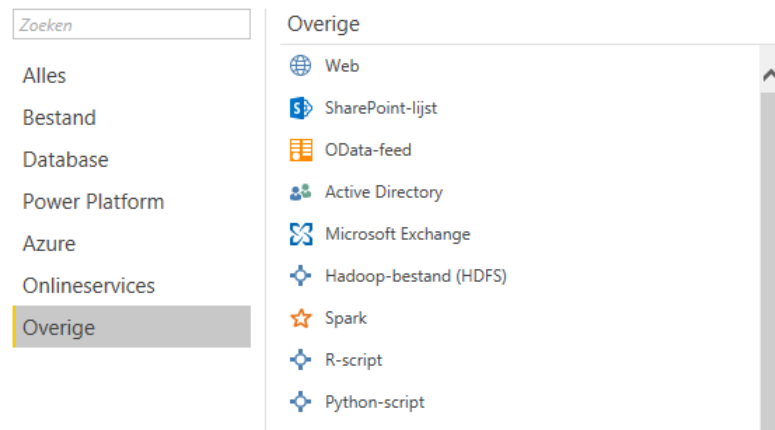 Zoeken
Alles
Bestand
Database
Power Platform
Azure
Onlineservices
Overige
Overige
Web
SharePoint-lijst
OData-feed
Active Directory
Microsoft Exchange
Hadoop-bestand (HDFS)
Spark
R-script
Python-script